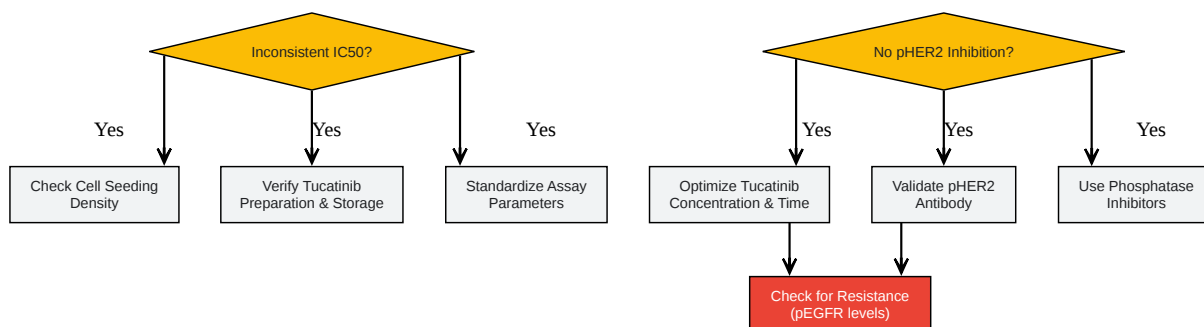 Inconsistent IC50?
No pHER2 Inhibition?
Yes
Yes
Yes
Yes
Yes
Yes
Check Cell Seeding
Density
Verify Tucatinib
Preparation & Storage
Standardize Assay
Parameters
Optimize Tucatinib
Concentration & Time
Validate pHER2
Antibody
Use Phosphatase
Inhibitors
Check for Resistance
(pEGFR levels)